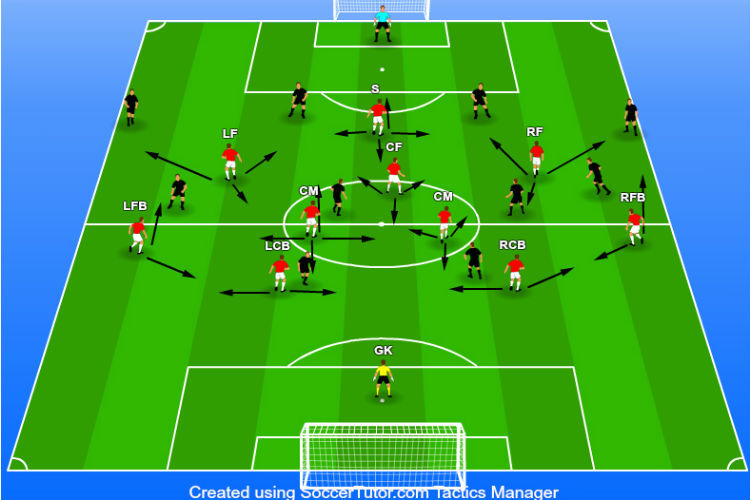 S
LF
RF
CF
CM
CM
LFB
RFB
LCB
RCB
GK
Created using SoccerTutor.com Tactics Manager